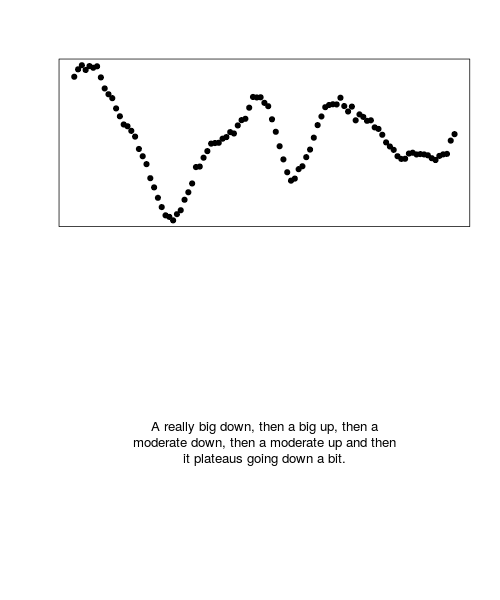 A really big down, then a big up, then a
moderate down, then a moderate up and then
it plateaus going down a bit.